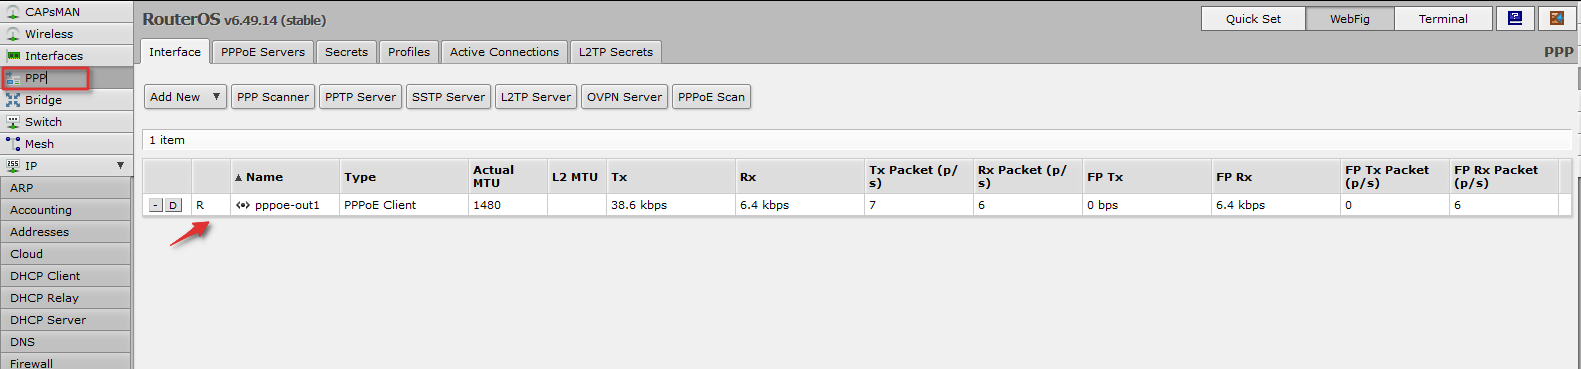 CAPsMAN
Wireless
Interfaces
PPP
Bridge
Switch
Mesh
IP
ARP
Accounting
Addresses
Cloud
DHCP Client
DHCP Relay
DHCP Server
DNS
Firewall
RouterOS v6.49.14 (stable)
Quick Set WebFig Terminal
Interface PPPoE Servers Secrets Profiles Active Connections L2TP Secrets PPP
Add New PPP Scanner PPTP Server SSTP Server L2TP Server OVPN Server PPPoE Scan
1 item
Name Type Actual MTU L2 MTU Tx Rx Tx Packet (p/s) Rx Packet (p/s) FP Tx FP Rx FP Tx Packet (p/s) FP Rx Packet (p/s)
- D R pppoe-out1 PPPoE Client 1480 38.6 kbps 6.4 kbps 7 6 0 bps 6.4 kbps 0 6